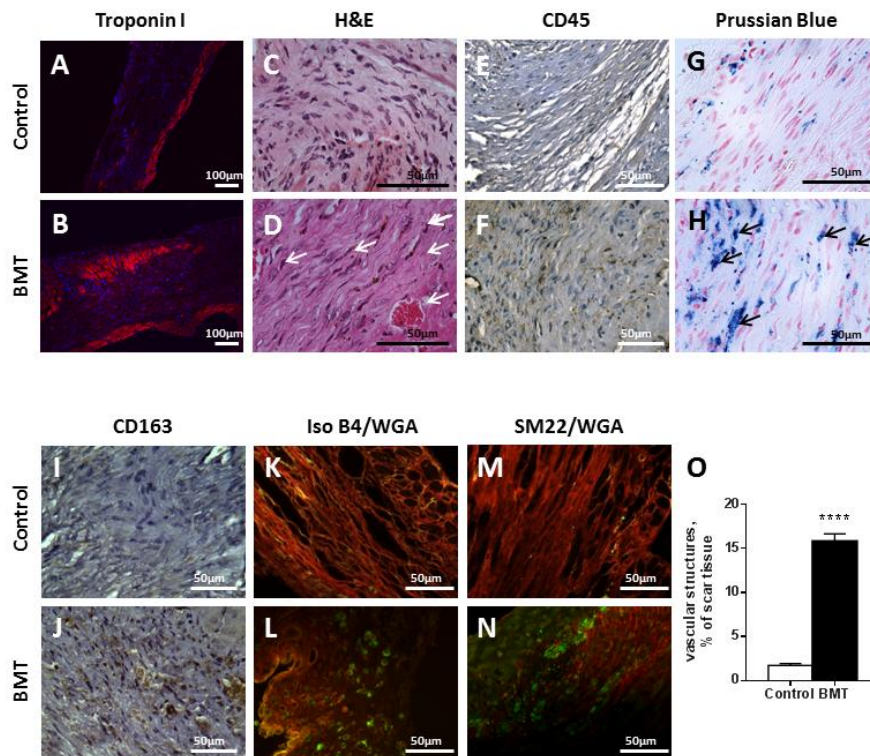 Troponin I H&E CD45 Prussian Blue
Control
A C E G
100µm 50µm 50µm 50µm
BMT
B D F H
100µm 50µm 50µm 50µm
CD163 Iso B4/WGA SM22/WGA
Control
I K M O
50µm 50µm 50µm
BMT
J L N
50µm 50µm 50µm
vascular structures,
% of scar tissue
20
15
10
5
0
****
Control BMT